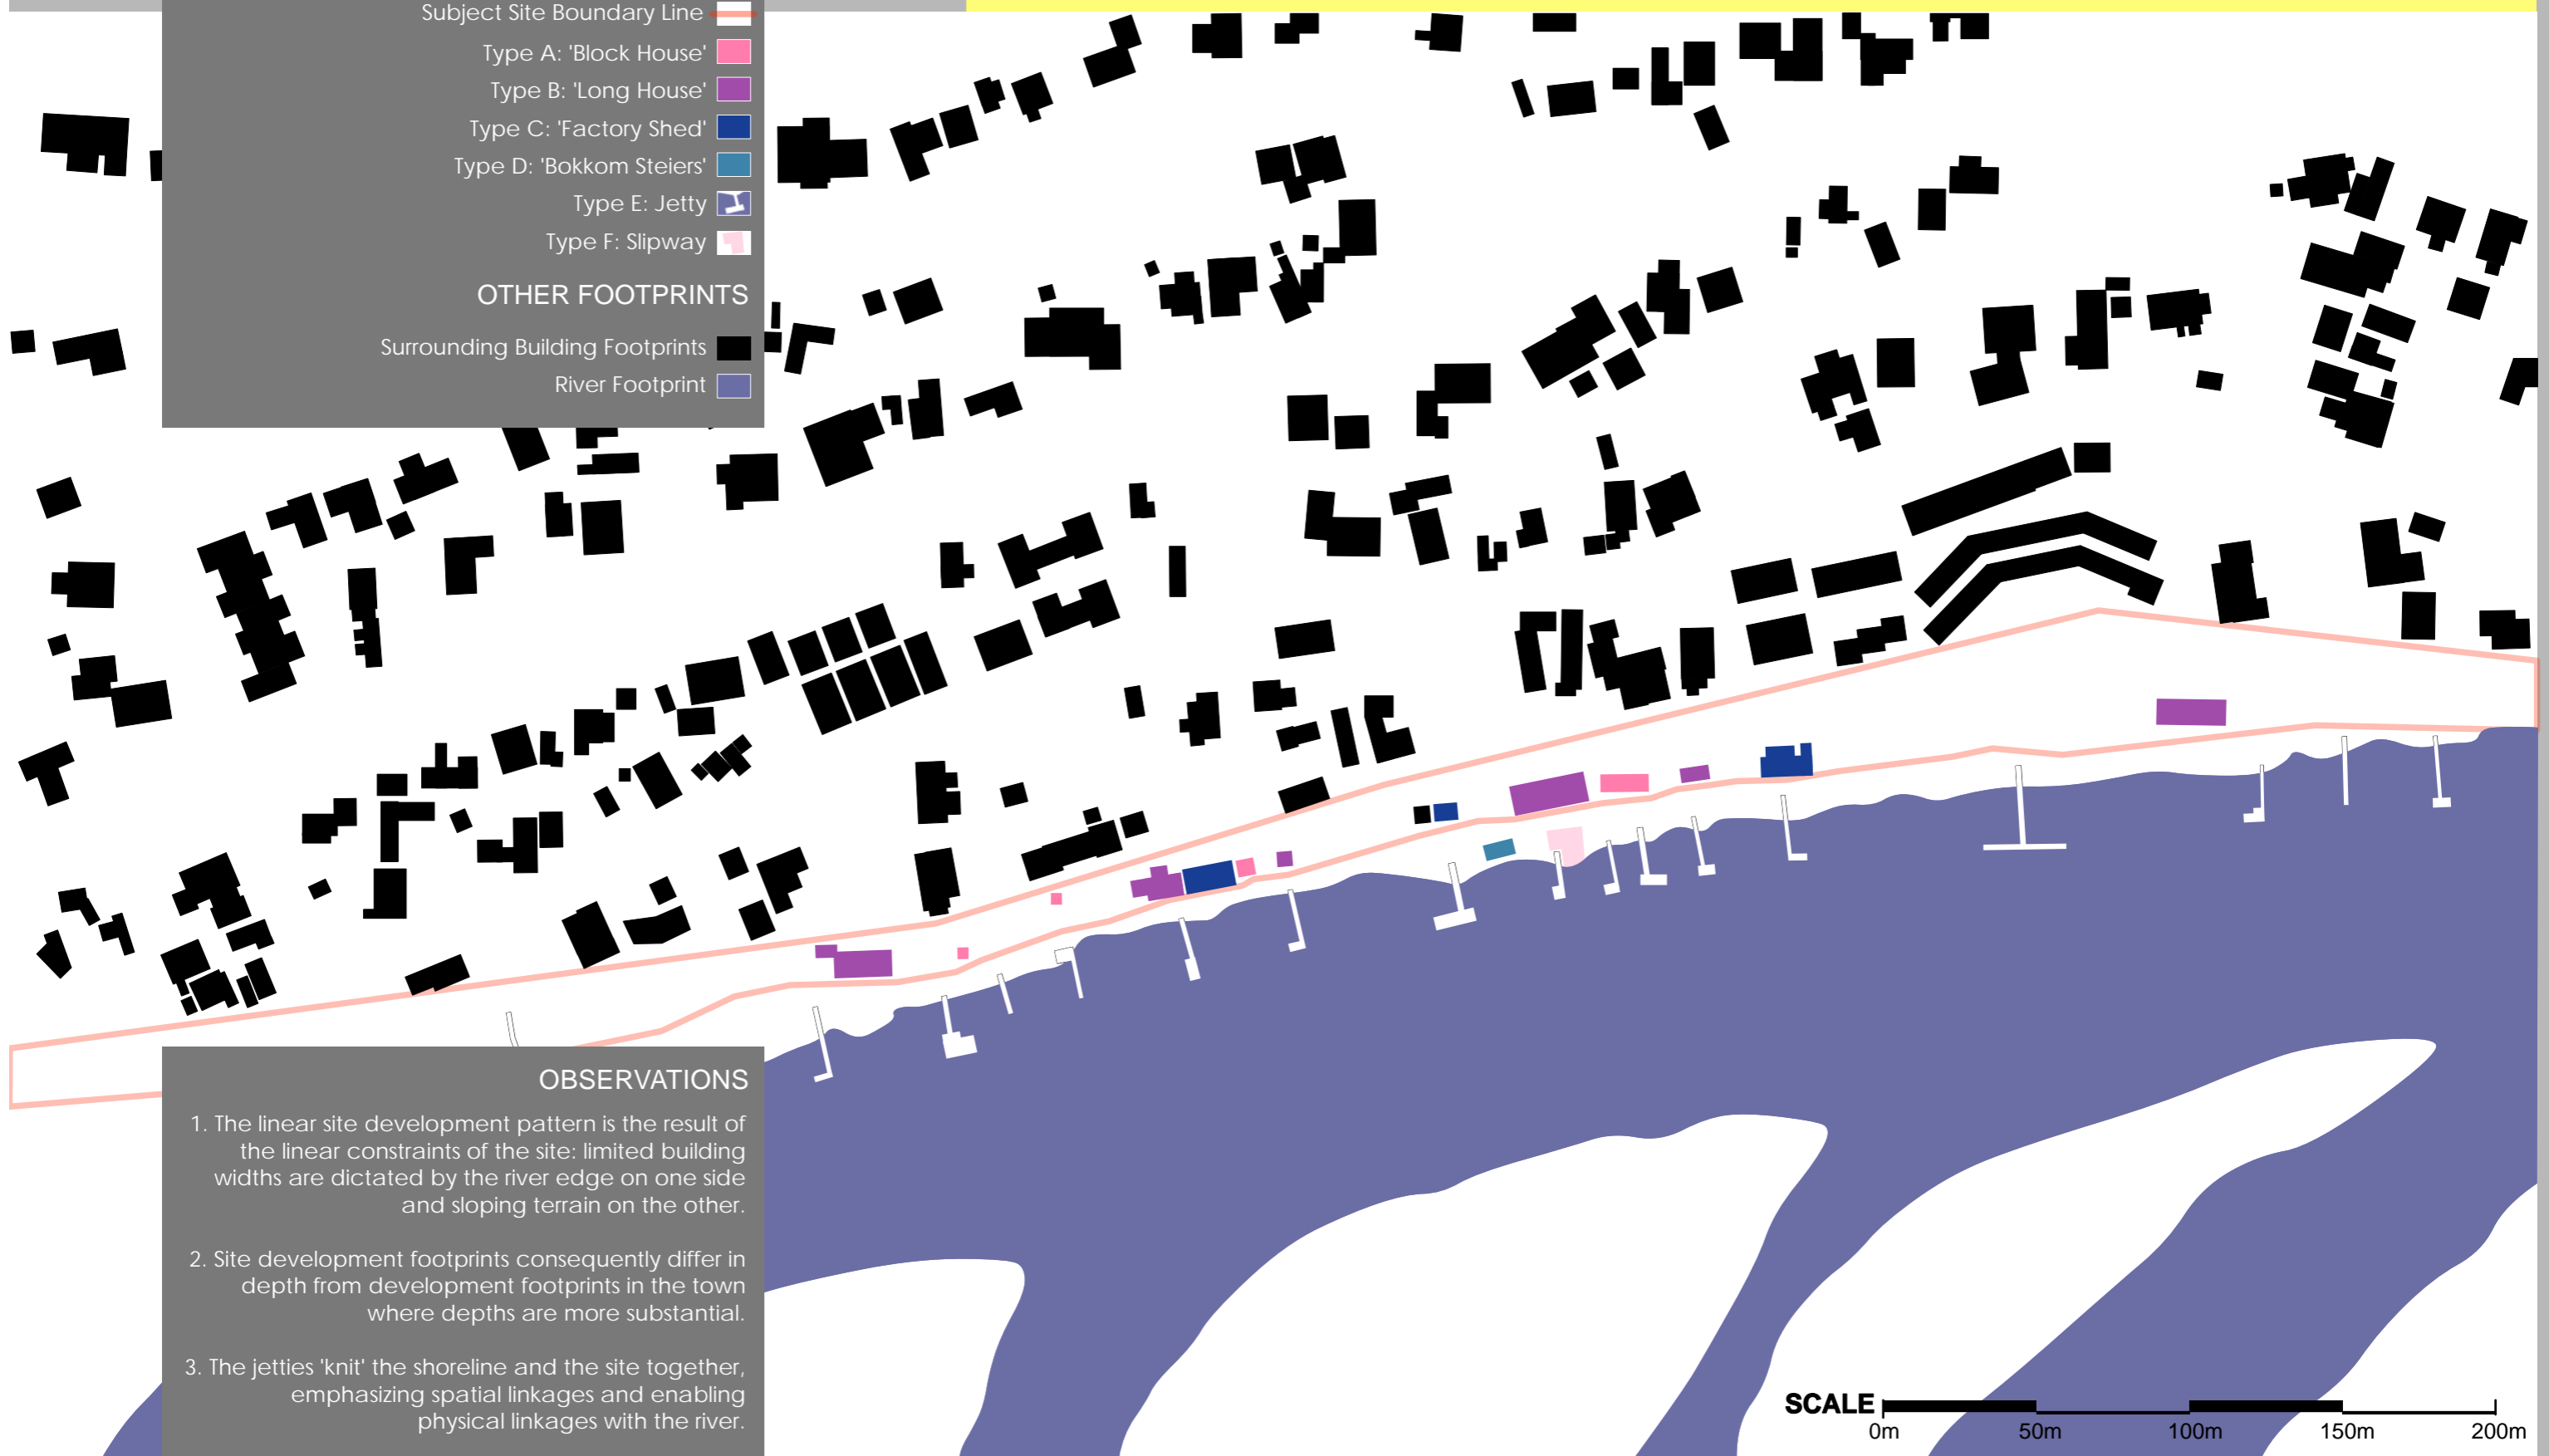 Subject Site Boundary Line
Type A: 'Block House'
Type B: 'Long House'
Type C: 'Factory Shed'
Type D: 'Bokkom Steiers'
Type E: Jetty
Type F: Slipway
OTHER FOOTPRINTS
Surrounding Building Footprints
River Footprint
OBSERVATIONS
1. The linear site development pattern is the result of
the linear constraints of the site: limited building
widths are dictated by the river edge on one side
and sloping terrain on the other.
2. Site development footprints consequently differ in
depth from development footprints in the town
where depths are more substantial.
3. The jetties 'knit' the shoreline and the site together,
emphasizing spatial linkages and enabling
physical linkages with the river.
SCALE
0m 50m 100m 150m 200m